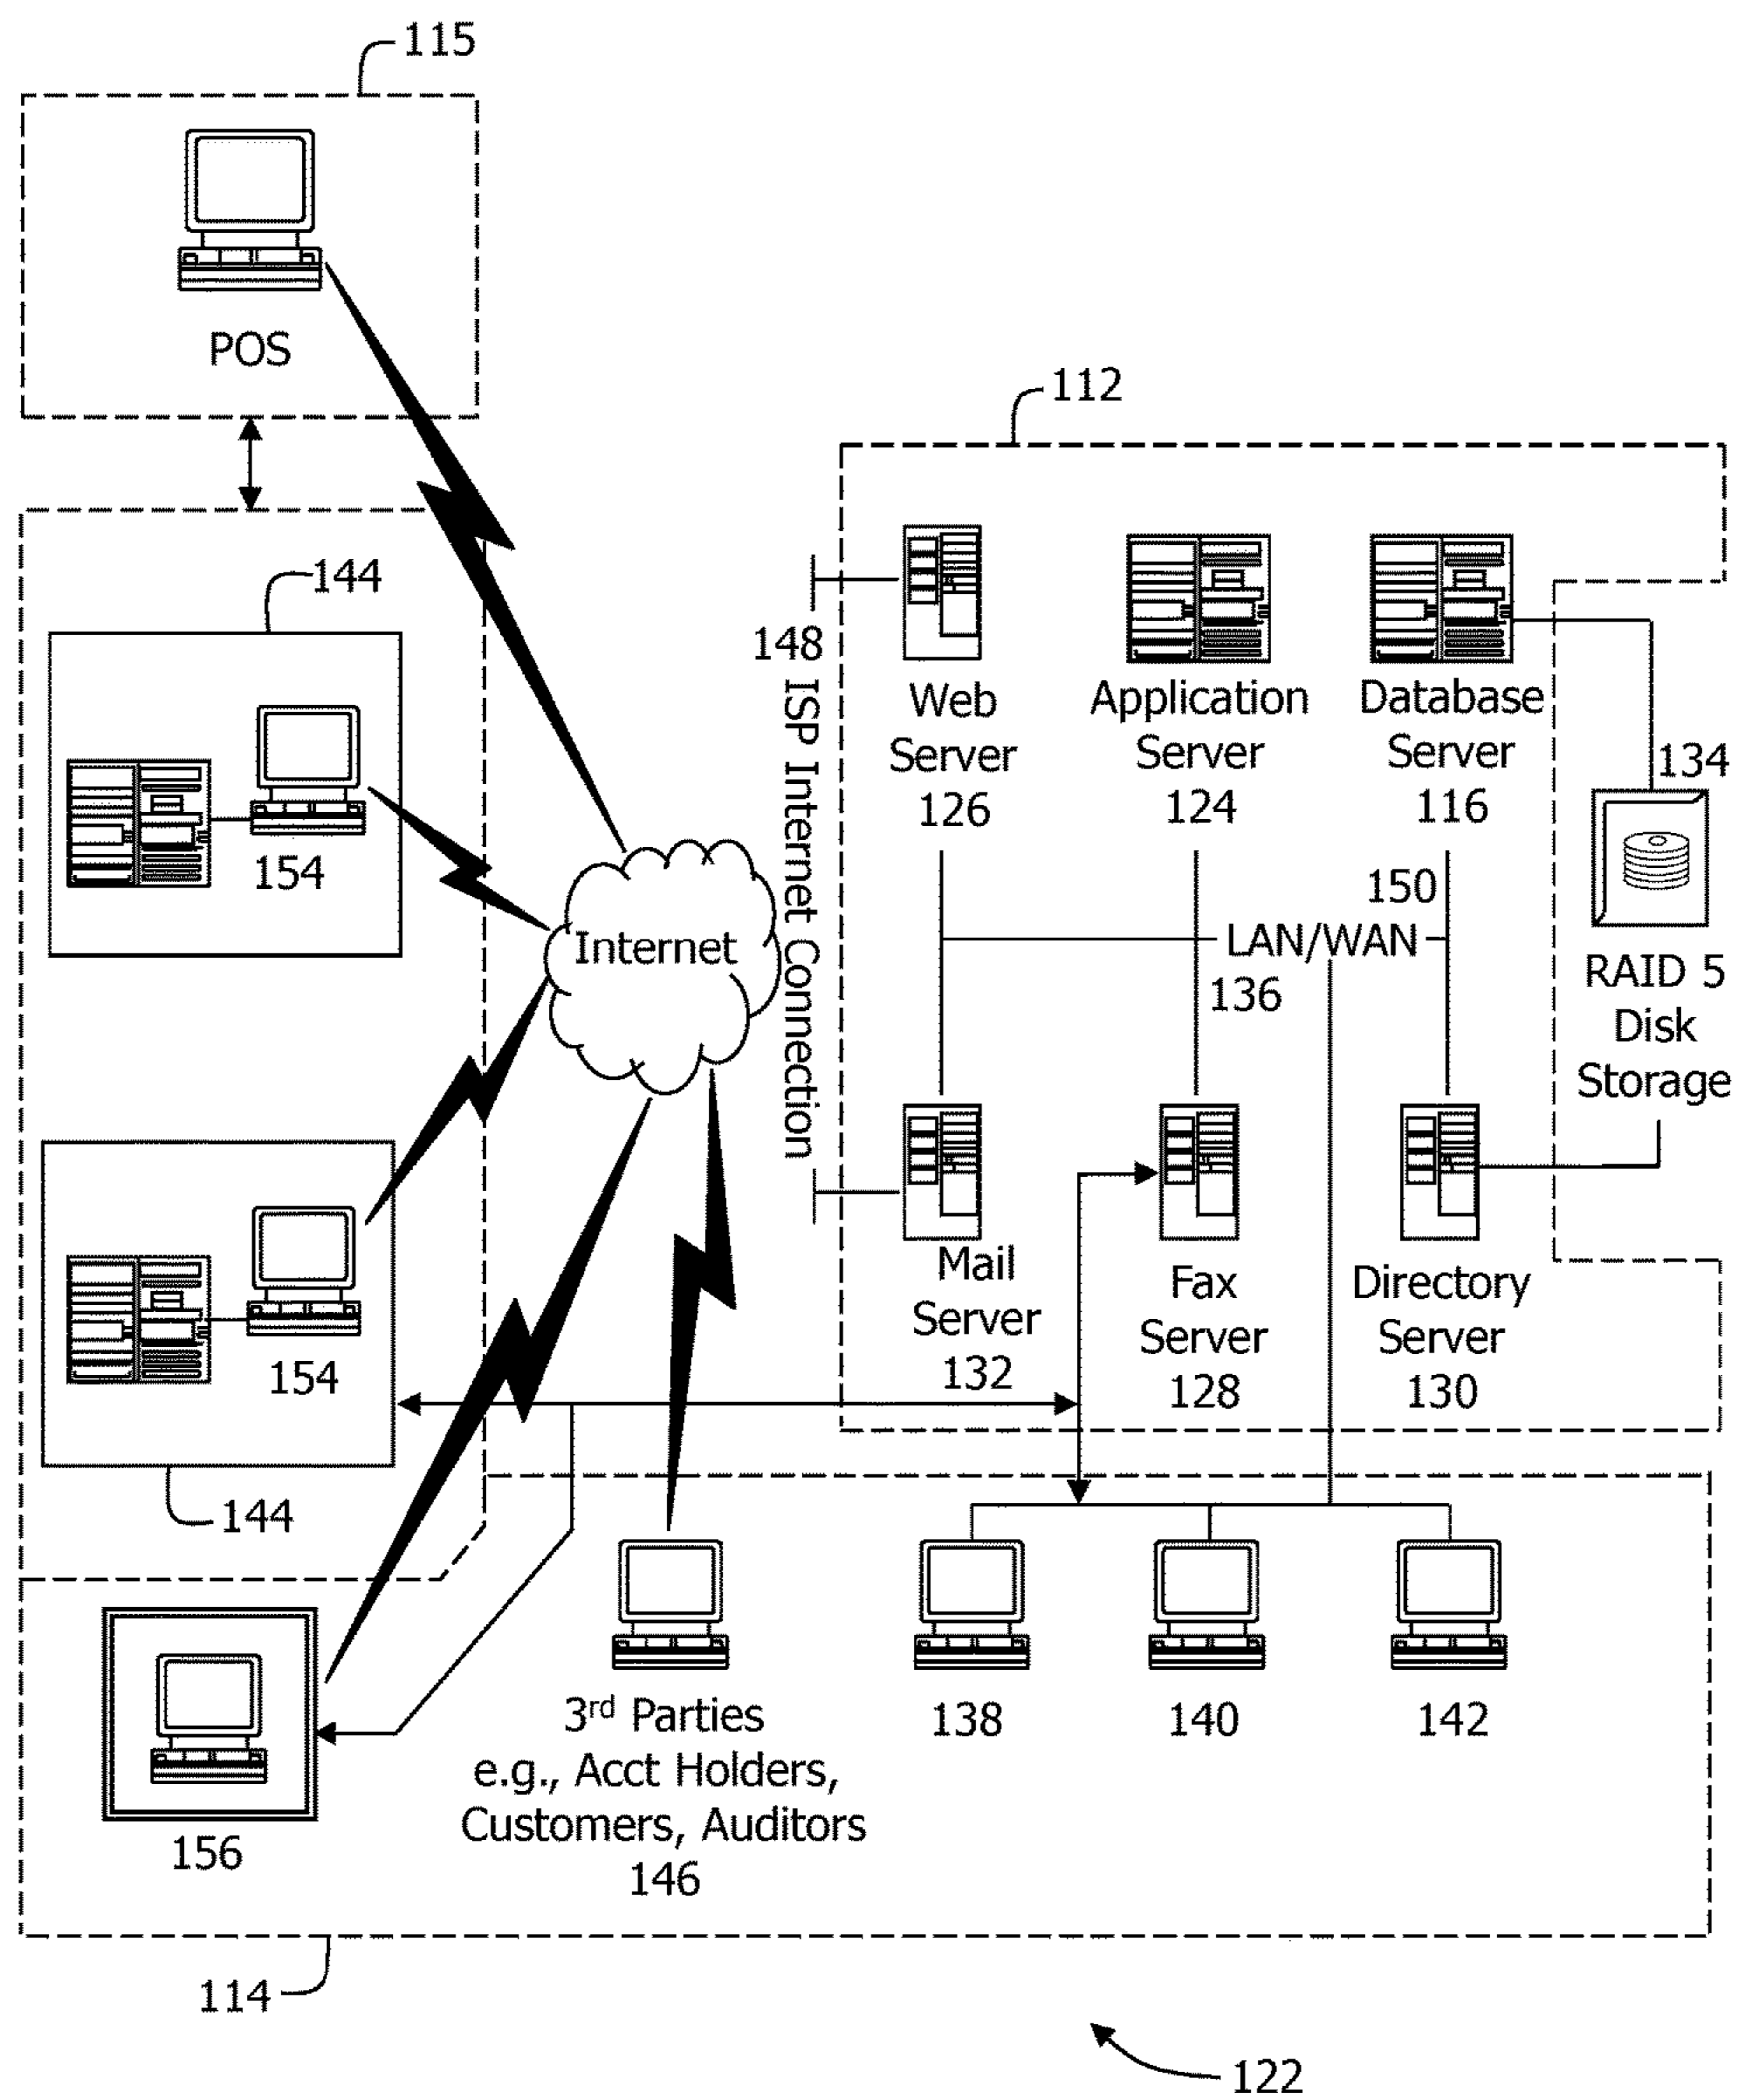 115
POS
112
144
148 ISP Internet Connection
Web
Server
126
Application
Server
124
Database
Server
116
134
154
150
Internet
LAN/WAN
136
RAID 5
Disk
Storage
Mail
Server
132
Fax
Server
128
Directory
Server
130
154
144
3rd Parties
e.g., Acct Holders,
Customers, Auditors
146
138
140
142
156
114
122